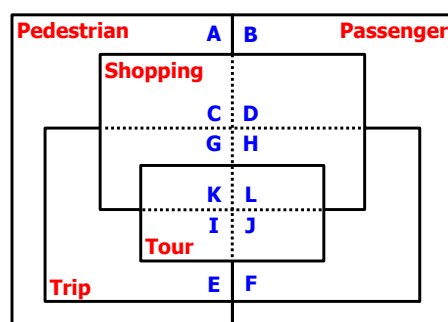 Pedestrian A B Passenger
Shopping
C D
G H
K L
I J
Tour
Trip E F